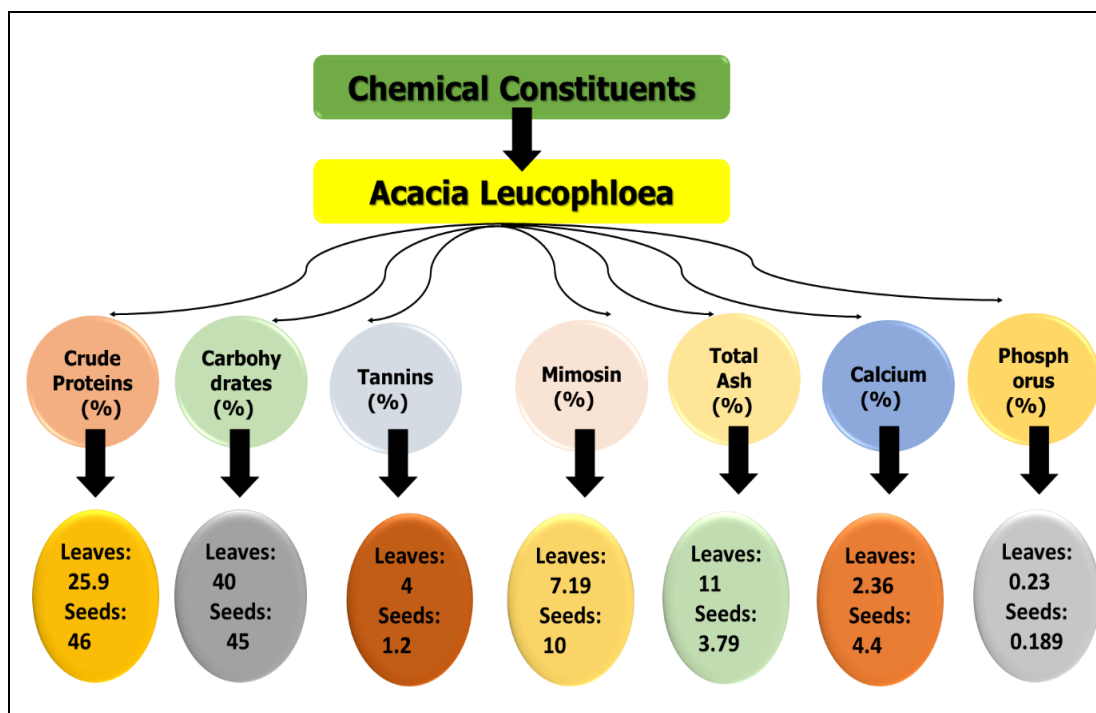 Chemical Constituents
Acacia Leucophloea
Crude
Proteins
(%)
Carbohy
drates
(%)
Tannins
(%)
Mimosin
(%)
Total
Ash
(%)
Calcium
(%)
Phosph
orus
(%)
Leaves:
25.9
Seeds:
46
Leaves:
40
Seeds:
45
Leaves:
4
Seeds:
1.2
Leaves:
7.19
Seeds:
10
Leaves:
11
Seeds:
3.79
Leaves:
2.36
Seeds:
4.4
Leaves:
0.23
Seeds:
0.189